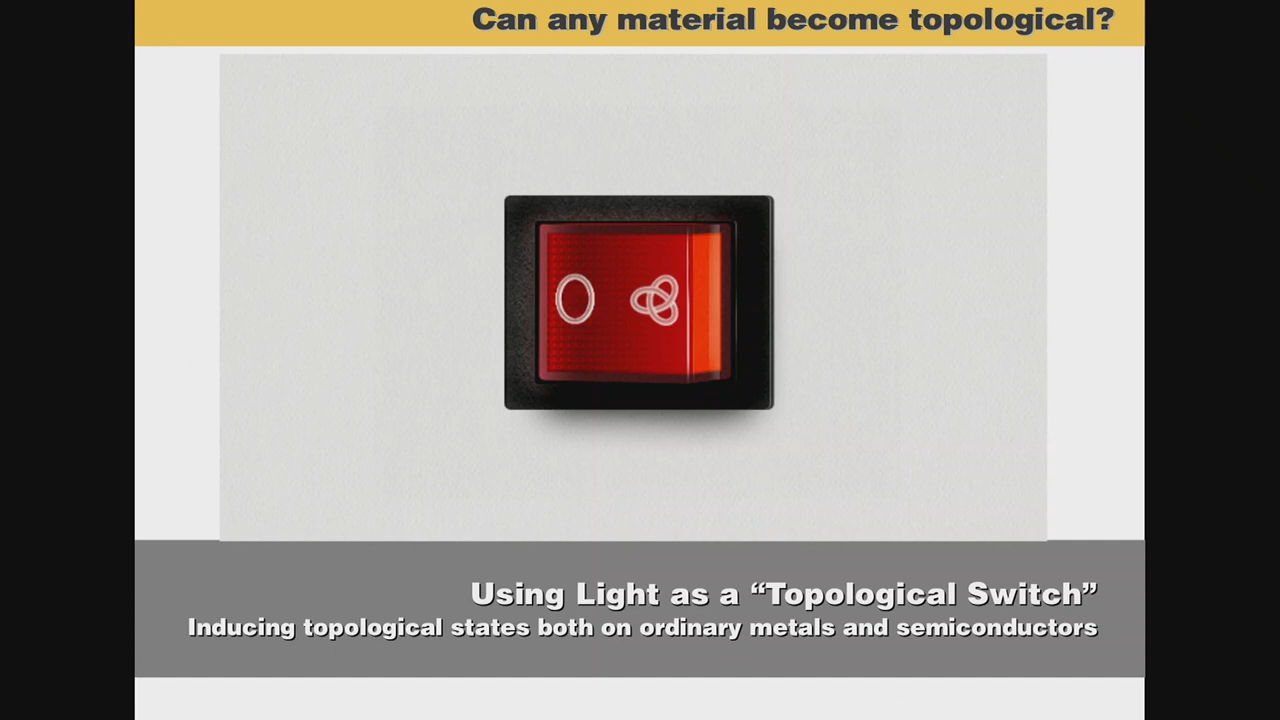 Can any material become topological?
Using Light as a “Topological Switch”
Inducing topological states both on ordinary metals and semiconductors